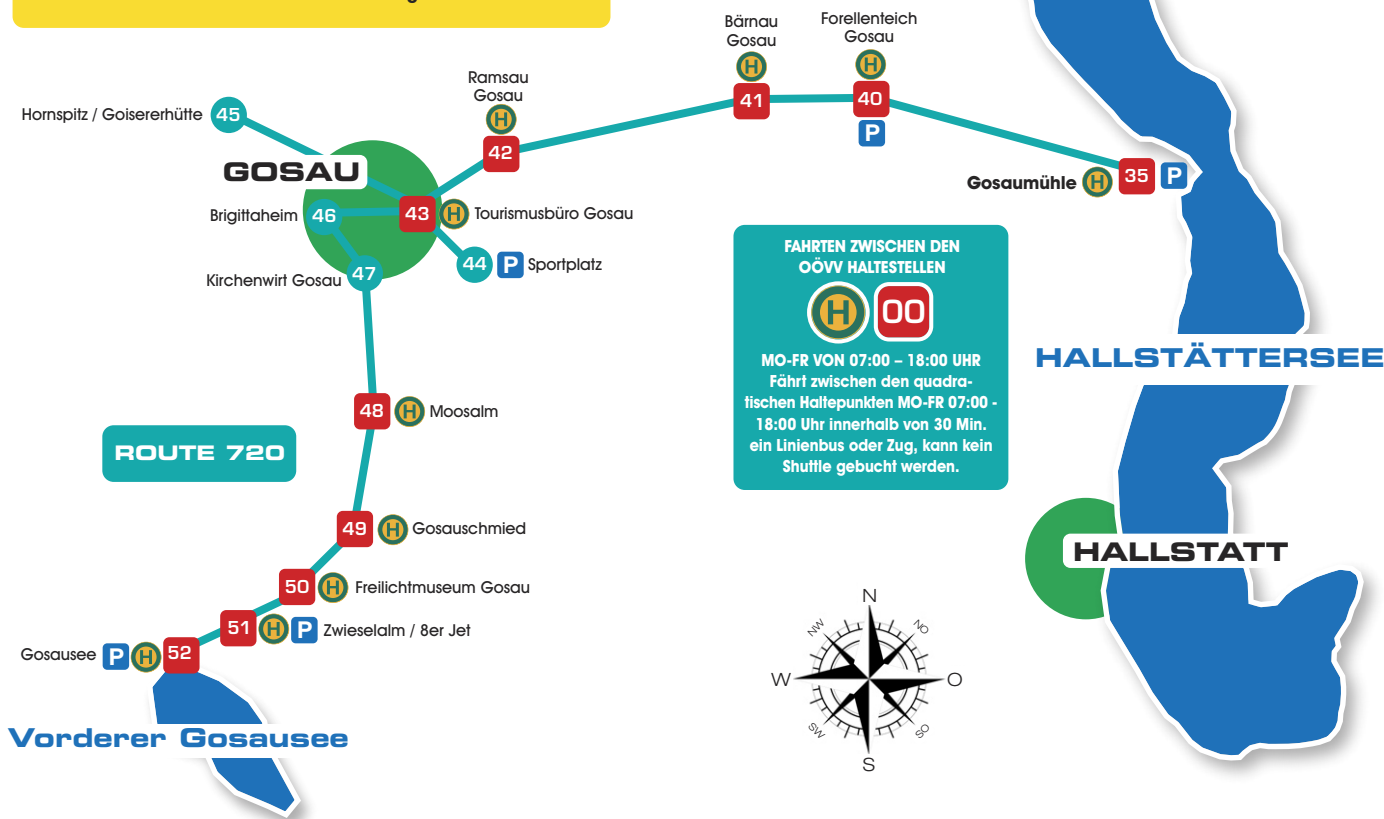 Bärnau
Gosau
H
41
Forellenteich
Gosau
H
40
P
Ramsau
Gosau
H
42
Hornspitz / Goisererhütte
45
GOSAU
Gosaumühle
H
35
P
Brigittaheim
46
43
H
Tourismusbüro Gosau
44
P
Sportplatz
Kirchenwirt Gosau
47
FAHRTEN ZWISCHEN DEN
OÖVV HALTESTELLEN
H
00
MO-FR VON 07:00 – 18:00 UHR
Fährt zwischen den quadra-
tischen Haltepunkten MO-FR 07:00 -
18:00 Uhr innerhalb von 30 Min.
ein Linienbus oder Zug, kann kein
Shuttle gebucht werden.
HALLSTÄTTERSEE
48
H
Moosalm
ROUTE 720
49
H
Gosauschmied
HALLSTATT
50
H
Freilichtmuseum Gosau
51
H
P
Zwieselalm / 8er Jet
Gosausee
P
H
52
Vorderer Gosausee
N
NW
NO
W
O
SW
SO
S